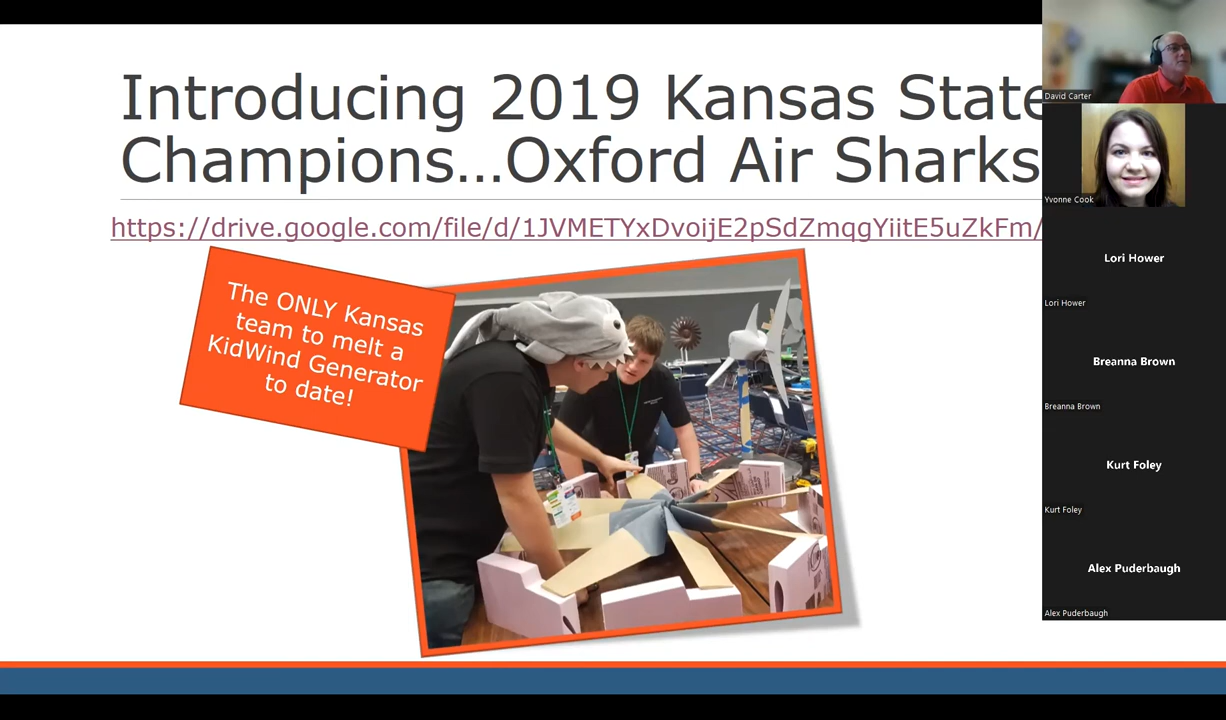 Introducing 2019 Kansas State
Champions…Oxford Air Sharks
https://drive.google.com/file/d/1JVMETYxDvoijE2pSdZmqgYiitE5uZkFm/
The ONLY Kansas
team to melt a
KidWind Generator
to date!
David Carter
Yvonne Cook
Lori Hower
Lori Hower
Breanna Brown
Breanna Brown
Kurt Foley
Kurt Foley
Alex Puderbaugh
Alex Puderbaugh